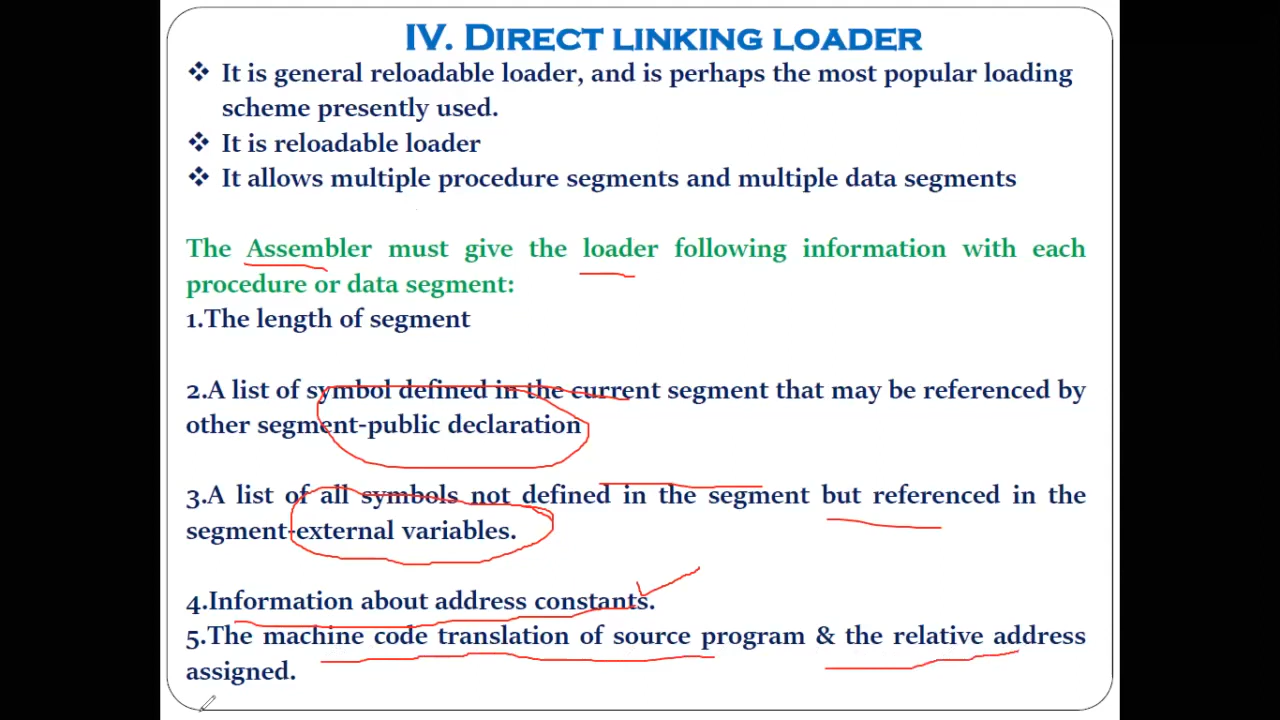 IV. DIRECT LINKING LOADER
❖ It is general reloadable loader, and is perhaps the most popular loading
scheme presently used.
❖ It is reloadable loader
❖ It allows multiple procedure segments and multiple data segments
The Assembler must give the loader following information with each
procedure or data segment:
1.The length of segment
2.A list of symbol defined in the current segment that may be referenced by
other segment-public declaration
3.A list of all symbols not defined in the segment but referenced in the
segment-external variables.
4.Information about address constants.
5.The machine code translation of source program & the relative address
assigned.